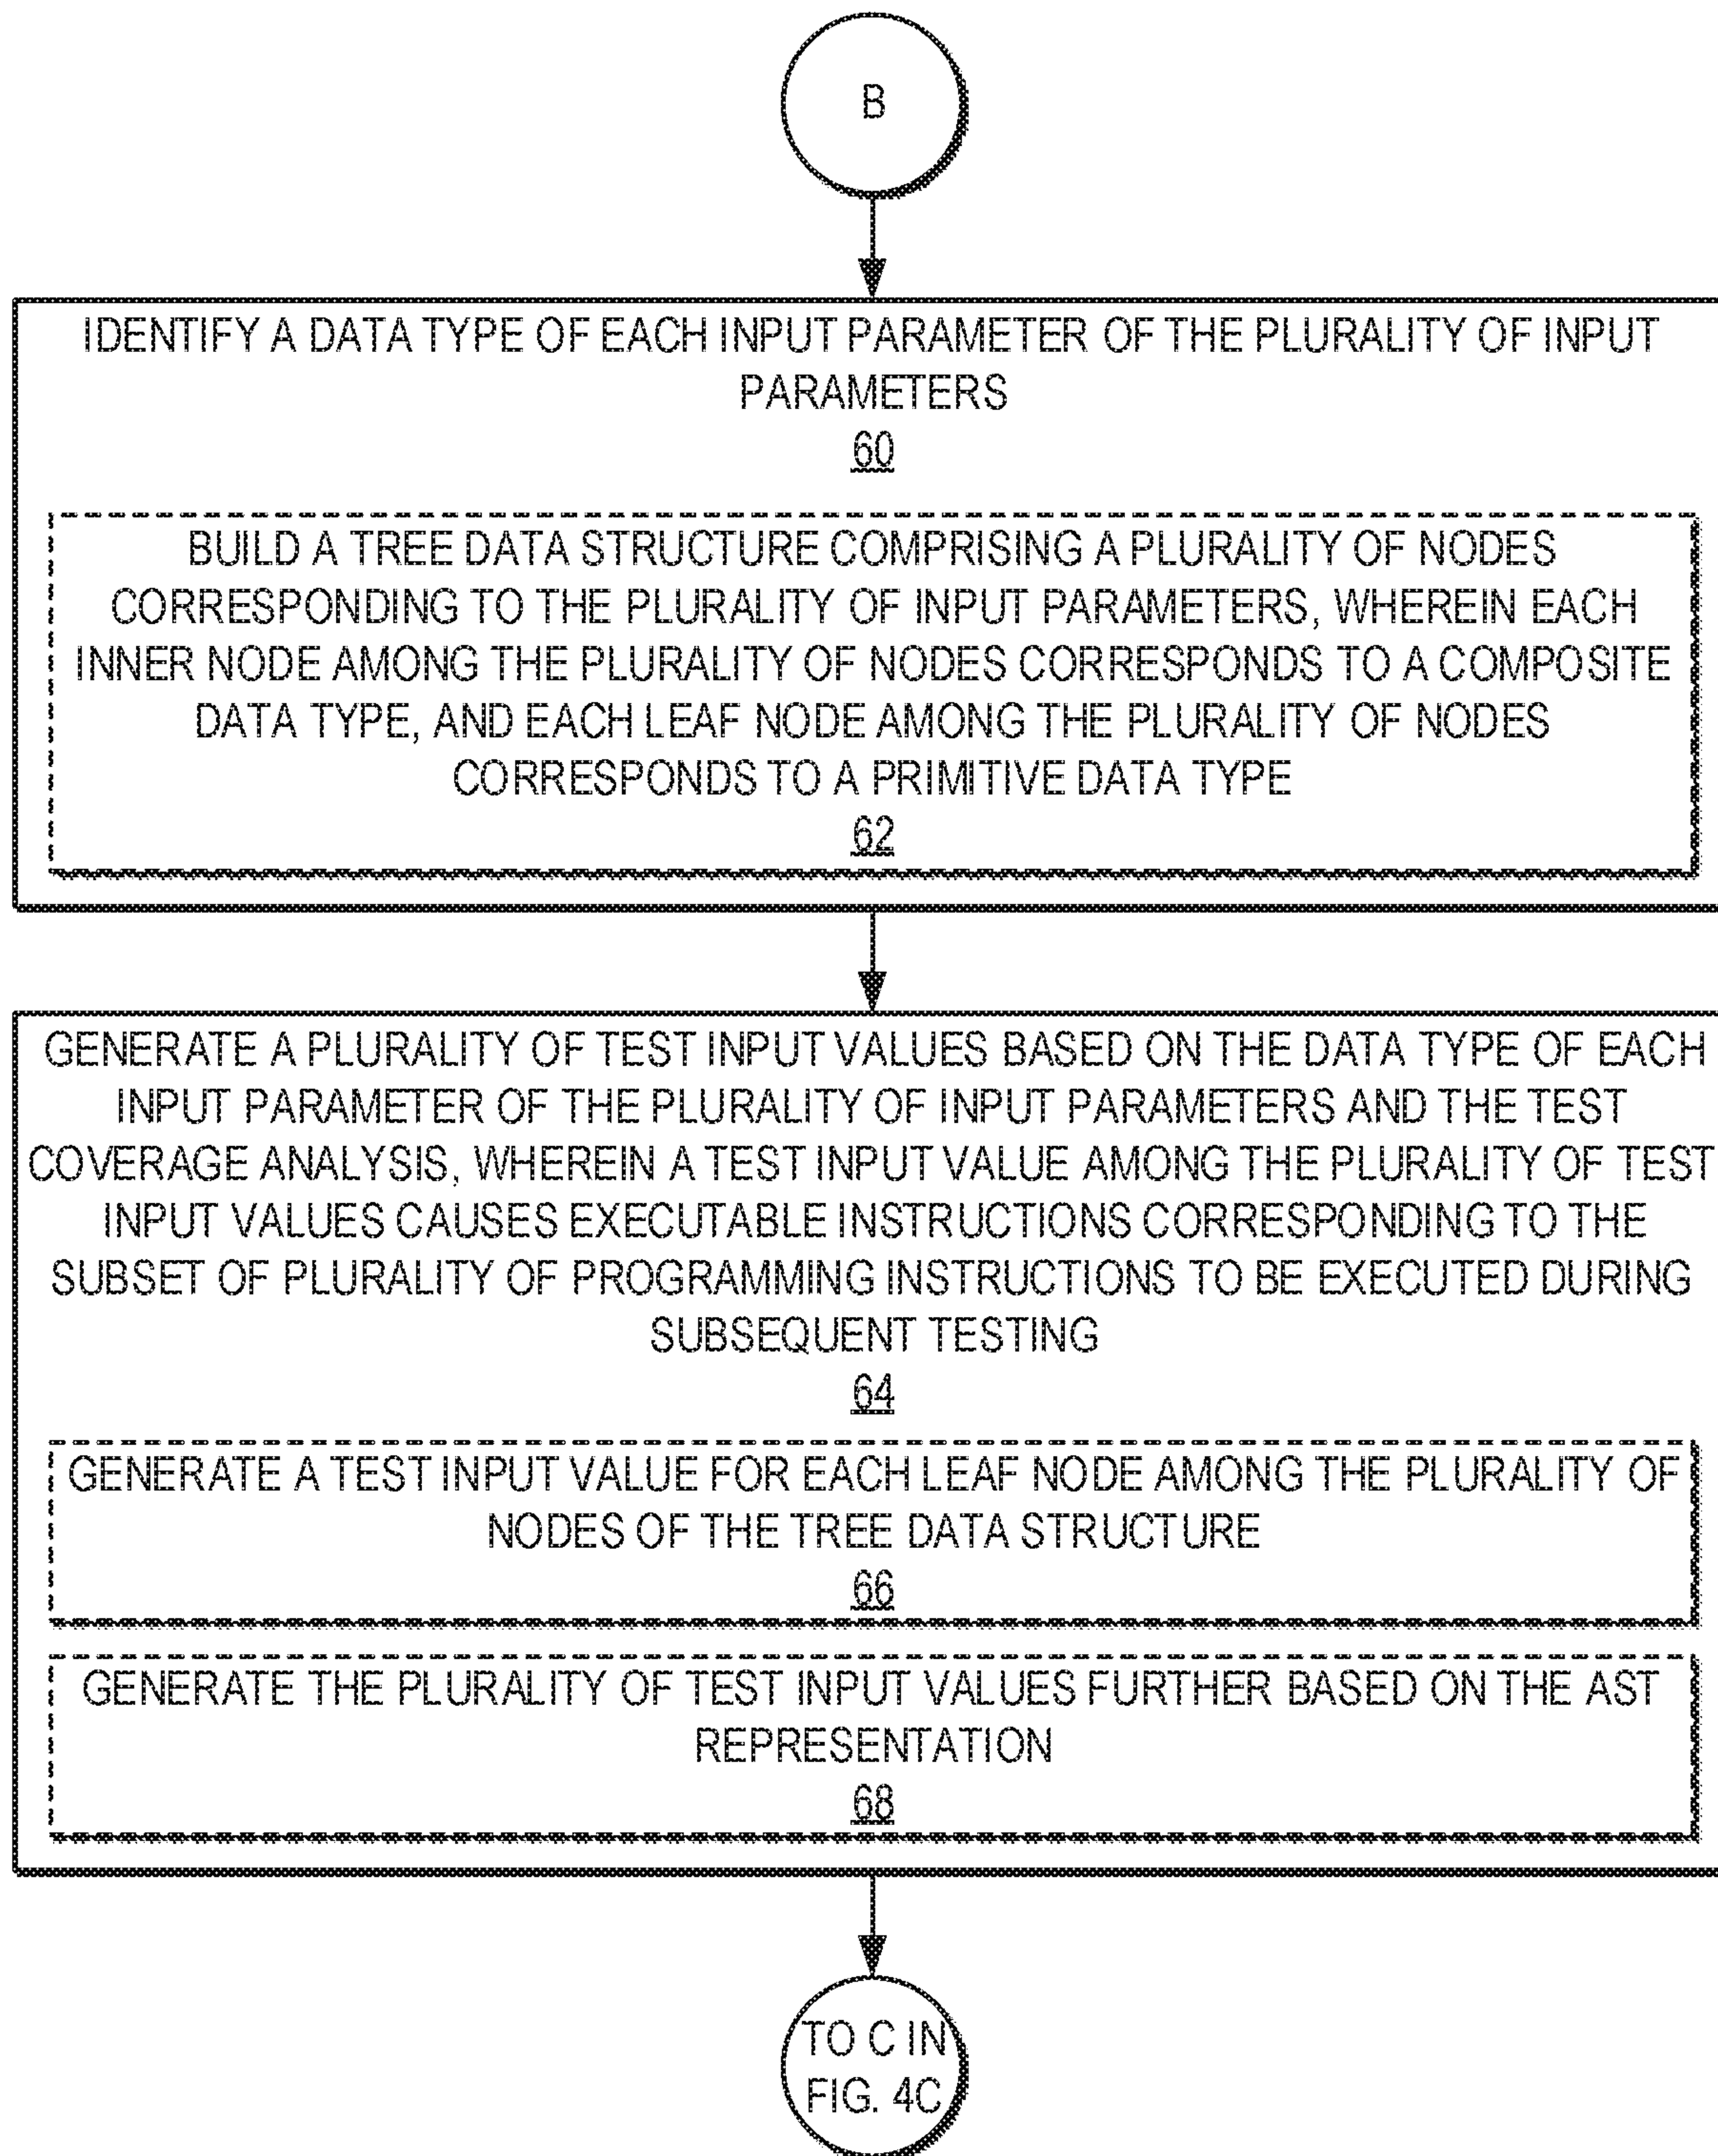 B
IDENTIFY A DATA TYPE OF EACH INPUT PARAMETER OF THE PLURALITY OF INPUT
PARAMETERS
60
BUILD A TREE DATA STRUCTURE COMPRISING A PLURALITY OF NODES
CORRESPONDING TO THE PLURALITY OF INPUT PARAMETERS, WHEREIN EACH
INNER NODE AMONG THE PLURALITY OF NODES CORRESPONDS TO A COMPOSITE
DATA TYPE, AND EACH LEAF NODE AMONG THE PLURALITY OF NODES
CORRESPONDS TO A PRIMITIVE DATA TYPE
62
GENERATE A PLURALITY OF TEST INPUT VALUES BASED ON THE DATA TYPE OF EACH
INPUT PARAMETER OF THE PLURALITY OF INPUT PARAMETERS AND THE TEST
COVERAGE ANALYSIS, WHEREIN A TEST INPUT VALUE AMONG THE PLURALITY OF TEST
INPUT VALUES CAUSES EXECUTABLE INSTRUCTIONS CORRESPONDING TO THE
SUBSET OF PLURALITY OF PROGRAMMING INSTRUCTIONS TO BE EXECUTED DURING
SUBSEQUENT TESTING
64
GENERATE A TEST INPUT VALUE FOR EACH LEAF NODE AMONG THE PLURALITY OF
NODES OF THE TREE DATA STRUCTURE
66
GENERATE THE PLURALITY OF TEST INPUT VALUES FURTHER BASED ON THE AST
REPRESENTATION
68
TO C IN
FIG. 4C